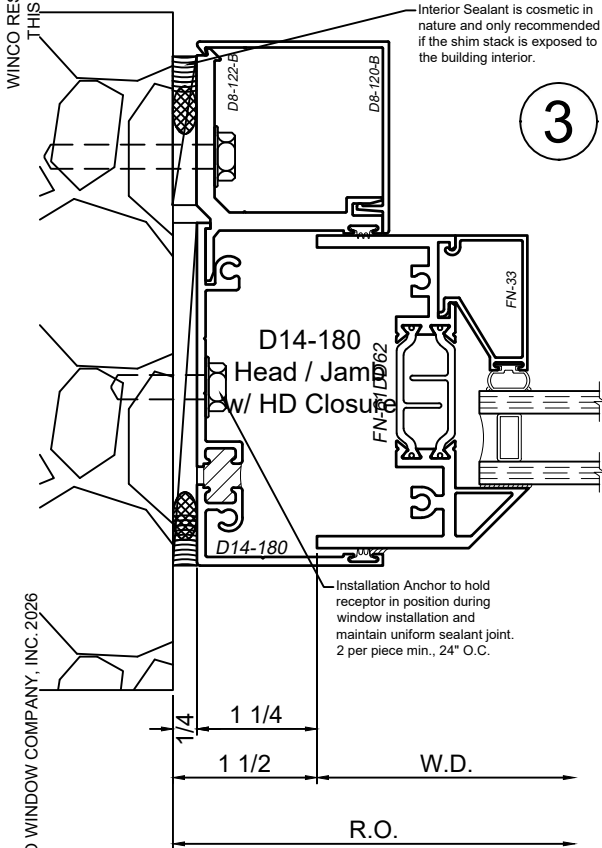 WINCO RES
THIS
Interior Sealant is cosmetic in
nature and only recommended
if the shim stack is exposed to
the building interior.
D8-122-B
D8-120-B
3
FN-33
D14-180
Head / Jamb
w/ HD Closure
D14-180
Installation Anchor to hold
receptor in position during
window installation and
maintain uniform sealant joint.
2 per piece min., 24" O.C.
1/4
1 1/4
1 1/2
W.D.
R.O.
WINDOW COMPANY, INC. 2026